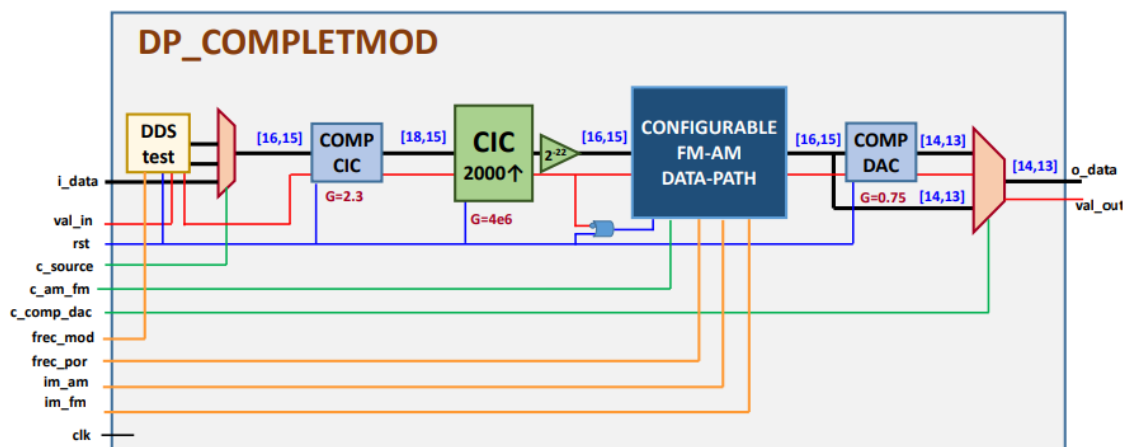 DP_COMPLETMOD
DDS
test
[16,15]
COMP
CIC
G=2.3
[18,15]
CIC
2000↑
G=4e6
2-22
[16,15]
CONFIGURABLE
FM-AM
DATA-PATH
[16,15]
COMP
DAC
G=0.75
[14,13]
[14,13]
[14,13]
o_data
val_out
i_data
val_in
rst
c_source
c_am_fm
c_comp_dac
frec_mod
frec_por
im_am
im_fm
clk